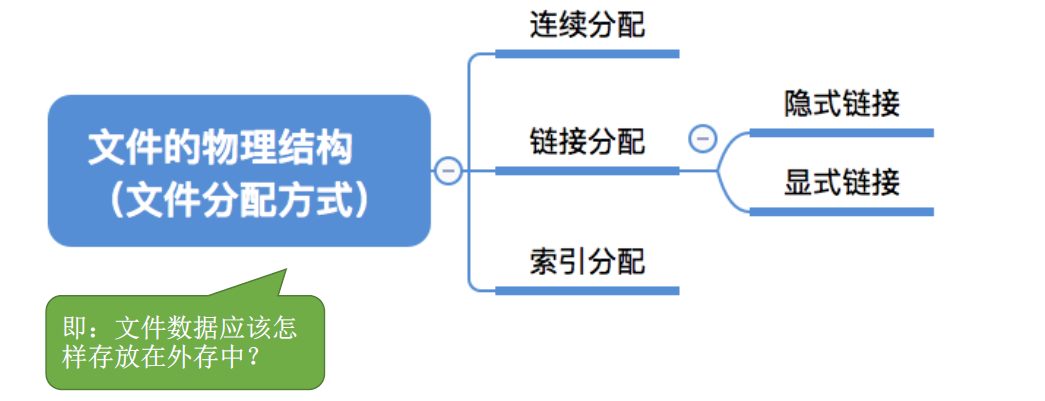 文件的物理结构
（文件分配方式）
连续分配
链接分配
隐式链接
显式链接
索引分配
即：文件数据应该怎
样存放在外存中？